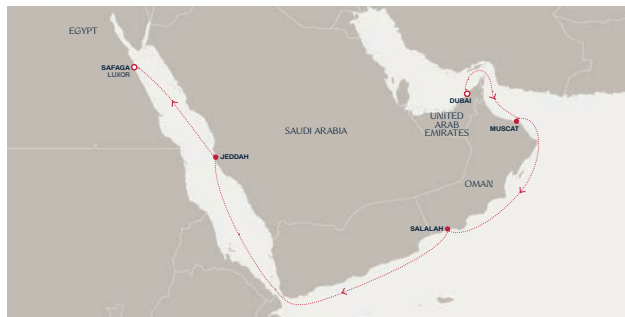 EGYPT
SAFAGA
LUXOR
SAUDI ARABIA
JEDDAH
DUBAI
UNITED
ARAB
EMIRATES
MUSCAT
OMAN
SALALAH